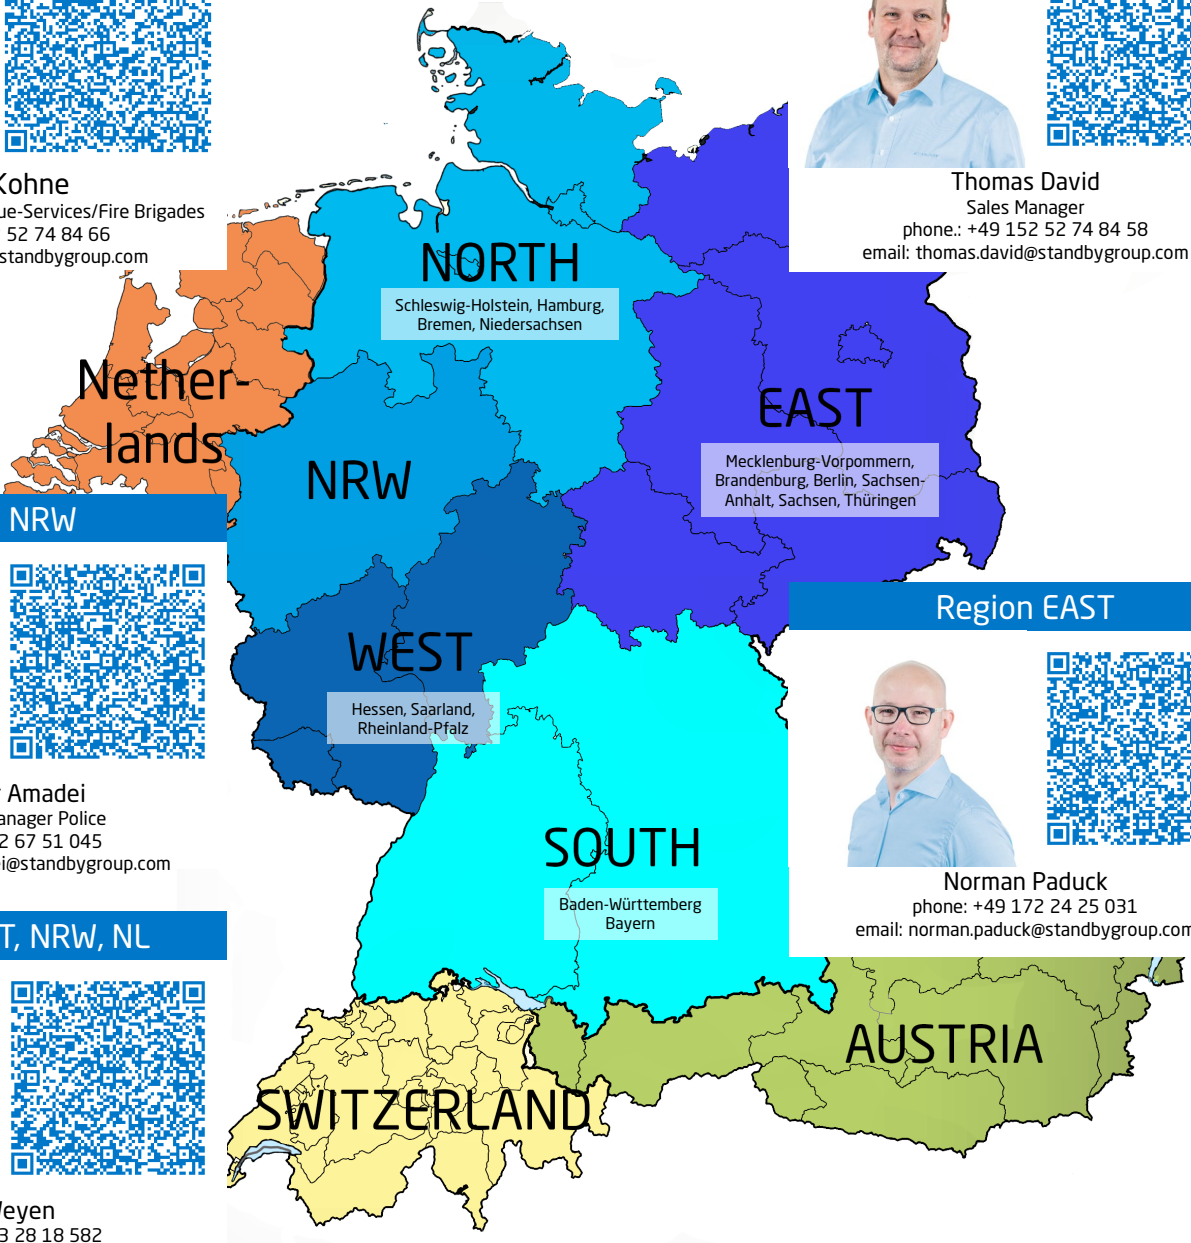 Kohne
ue-Services/Fire Brigades
52 74 84 66
standbygroup.com
Thomas David
Sales Manager
phone.: +49 152 52 74 84 58
email: thomas.david@standbygroup.com
NORTH
Schleswig-Holstein, Hamburg,
Bremen, Niedersachsen
Nether-
lands
EAST
Mecklenburg-Vorpommern,
Brandenburg, Berlin, Sachsen-
Anhalt, Sachsen, Thüringen
NRW
NRW
Region EAST
WEST
Hessen, Saarland,
Rheinland-Pfalz
Amadei
anager Police
2 67 51 045
ei@standbygroup.com
SOUTH
Baden-Württemberg
Bayern
Norman Paduck
phone: +49 172 24 25 031
email: norman.paduck@standbygroup.com
T, NRW, NL
AUSTRIA
SWITZERLAND
Weyen
3 28 18 582